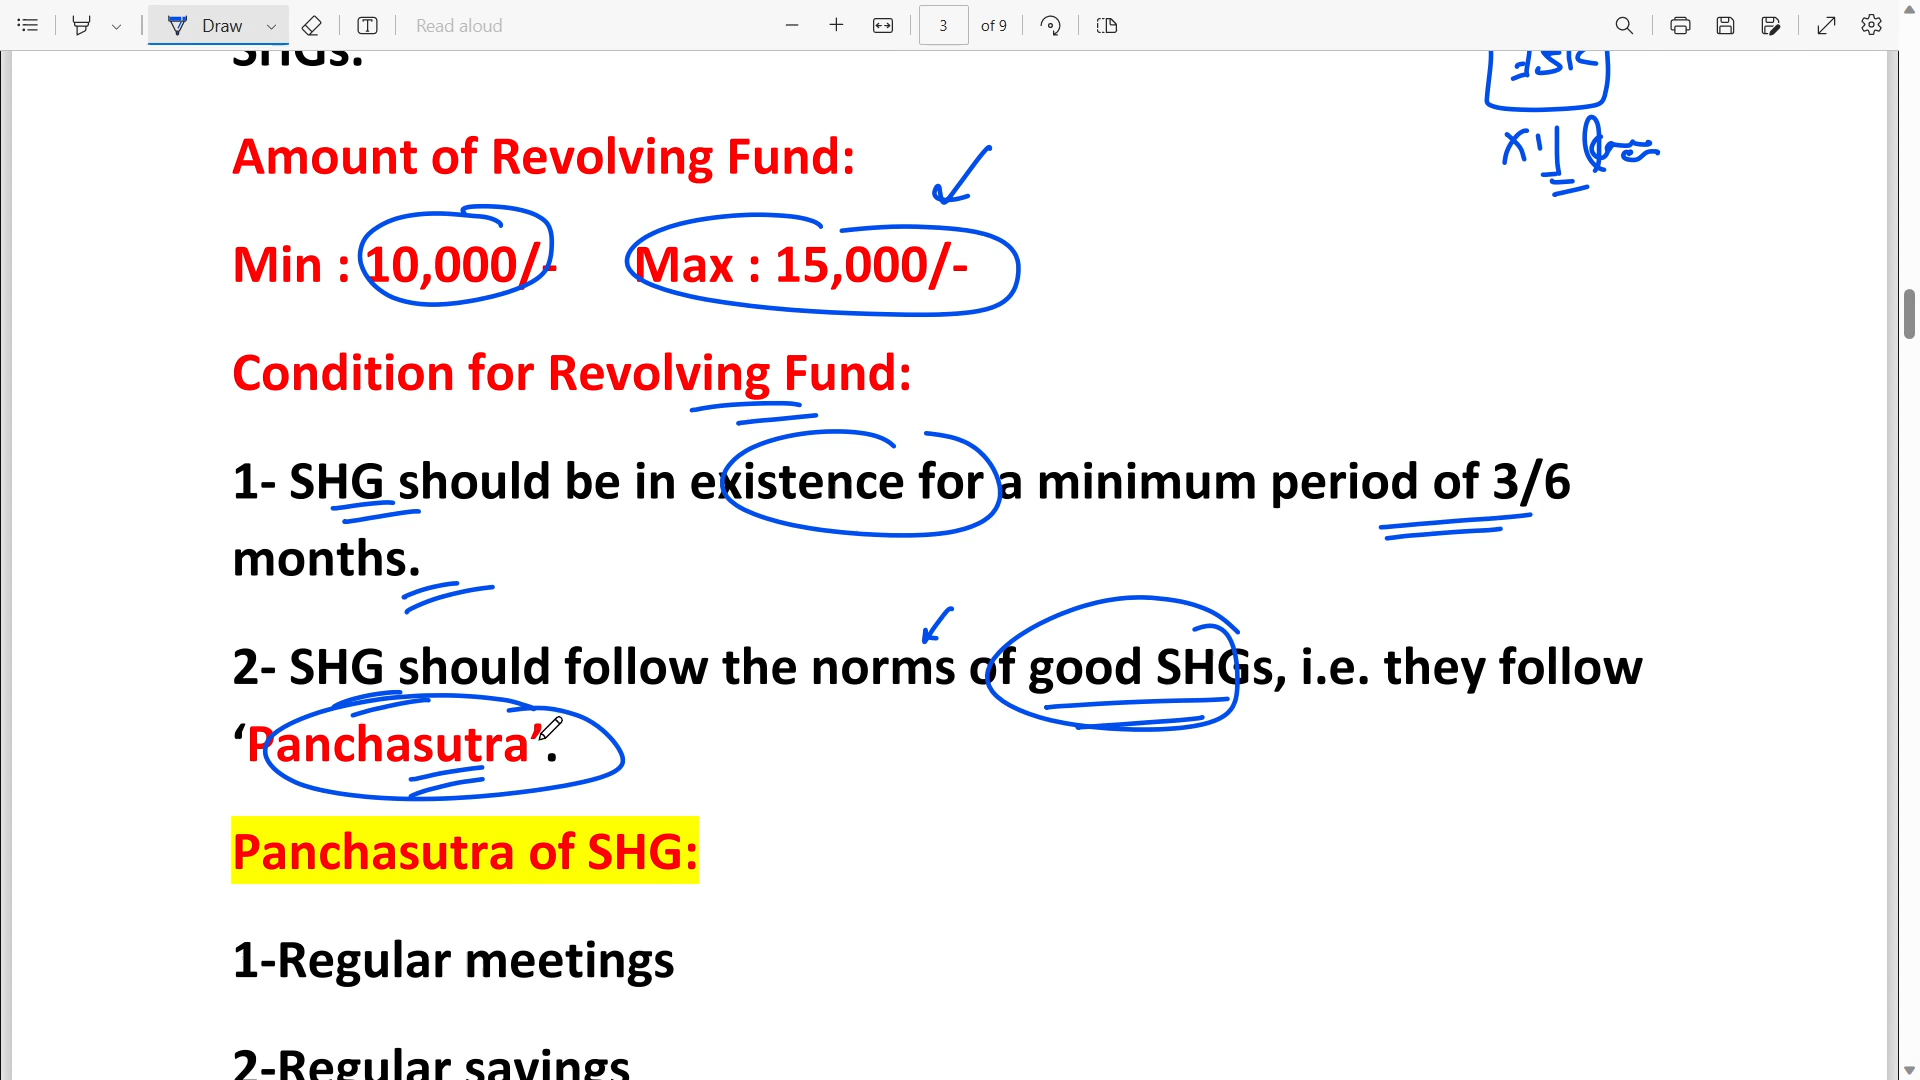 Draw
Read aloud
3 of 9
SHGs.
Amount of Revolving Fund:
Min : 10,000/- Max : 15,000/-
Condition for Revolving Fund:
1- SHG should be in existence for a minimum period of 3/6
months.
2- SHG should follow the norms of good SHGs, i.e. they follow
‘Panchasutra’.
Panchasutra of SHG:
1-Regular meetings
2-Regular savings